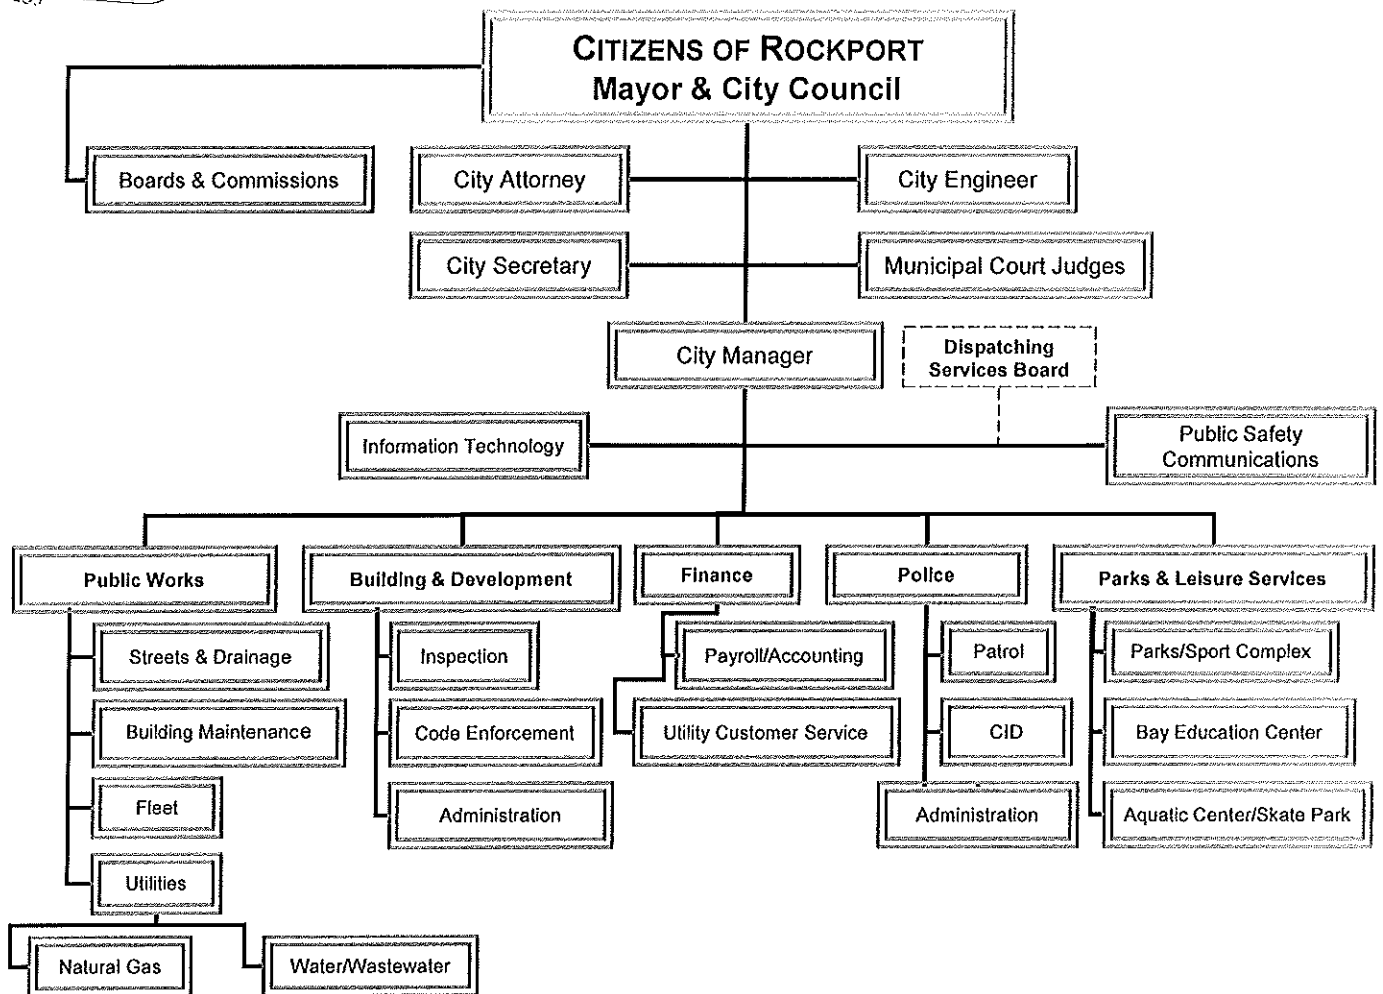 CITIZENS OF ROCKPORT
Mayor & City Council
Boards & Commissions
City Attorney
City Engineer
City Secretary
Municipal Court Judges
City Manager
Dispatching
Services Board
Information Technology
Public Safety
Communications
Public Works
Building & Development
Finance
Police
Parks & Leisure Services
Streets & Drainage
Inspection
Payroll/Accounting
Patrol
Parks/Sport Complex
Building Maintenance
Code Enforcement
Utility Customer Service
CID
Bay Education Center
Fleet
Administration
Administration
Aquatic Center/Skate Park
Utilities
Natural Gas
Water/Wastewater